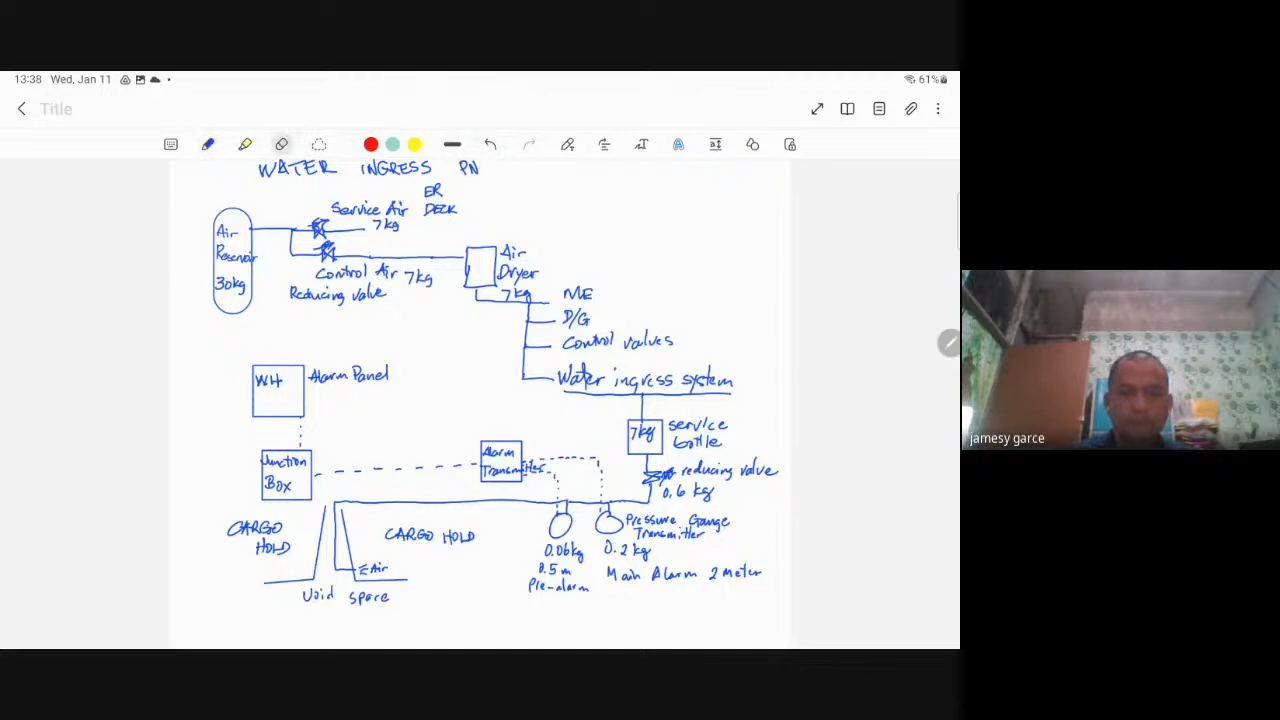 13:38 Wed, Jan 11
61%
Title
WATER INGRESS PN
ER
Service Air DECK
7kg
Air
Reservoir
30kg
Control Air 7kg
Reducing valve
Air
Dryer
7kg
ME
D/G
Control valves
Water ingress system
WH
Alarm Panel
7kg
service
bottle
reducing valve
0.6 kg
Junction
Box
Alarm
Transmitter
CARGO
HOLD
CARGO HOLD
Air
Void space
0.06kg
0.5m
Pre-alarm
Pressure Gauge
Transmitter
0.2kg
Main Alarm 2 meter
jamesy garce